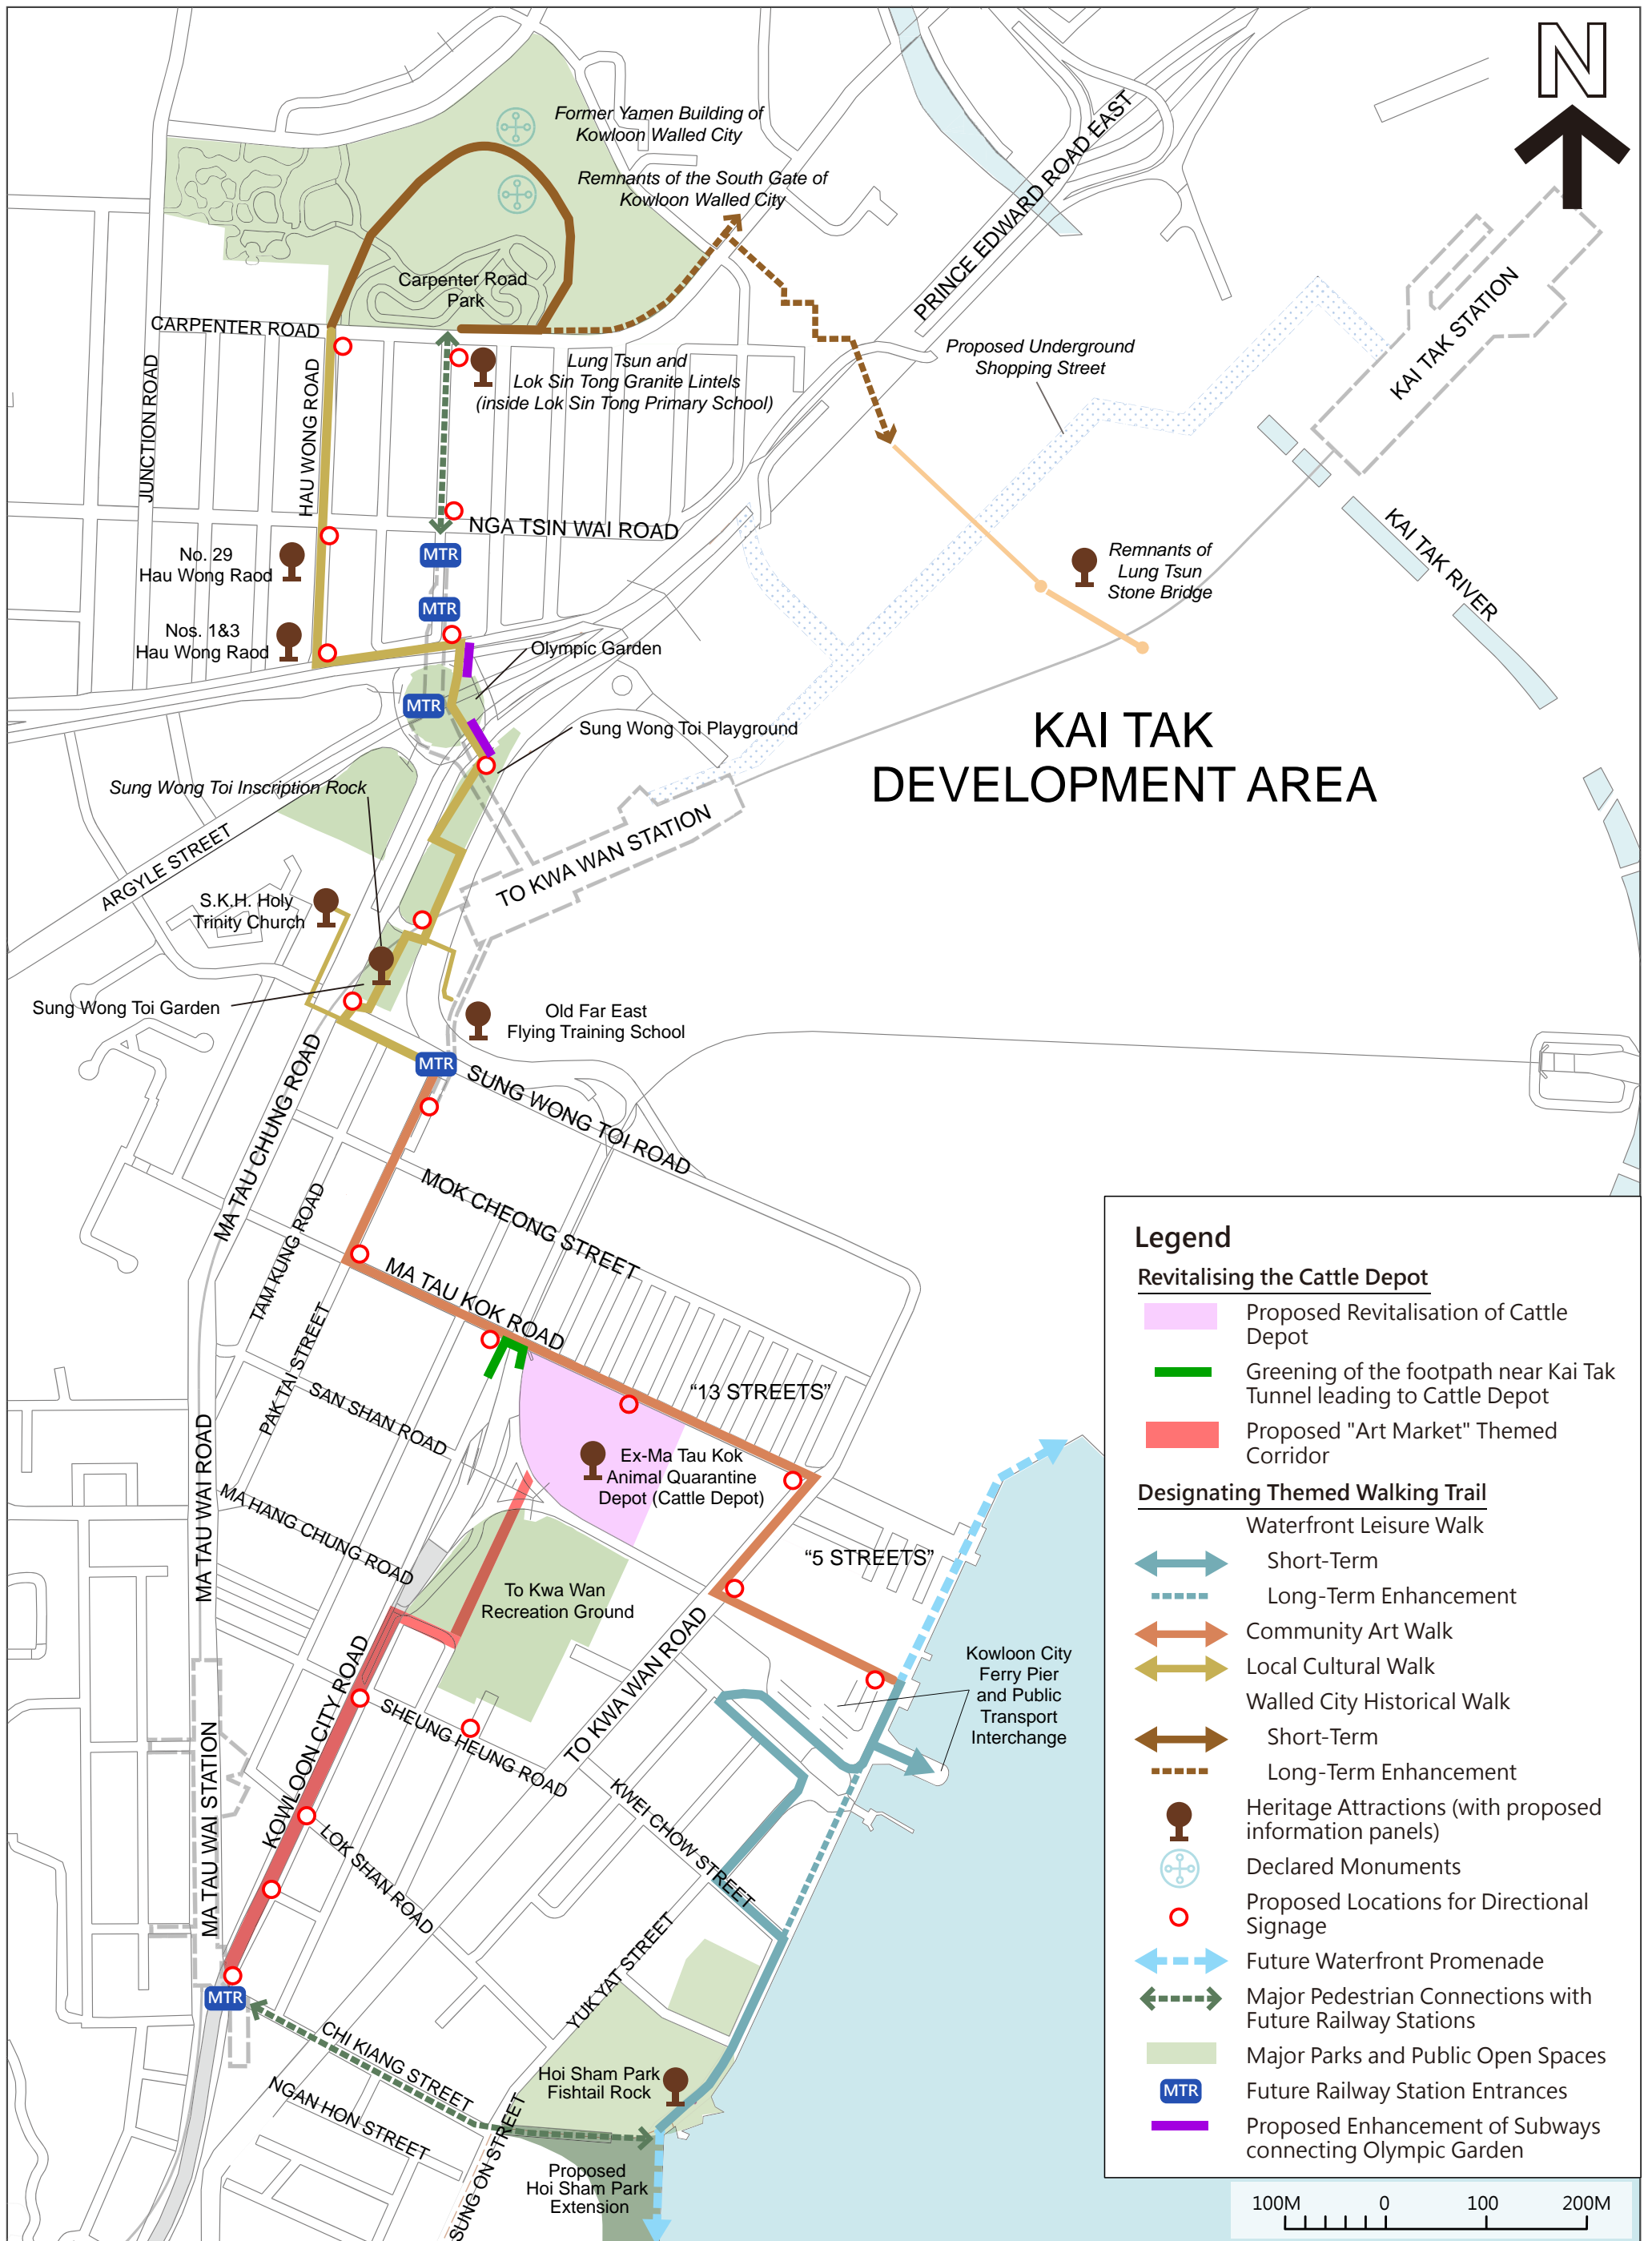 N
Former Yamen Building of
Kowloon Walled City
Remnants of the South Gate of
Kowloon Walled City
PRINCE EDWARD ROAD EAST
Carpenter Road
Park
CARPENTER ROAD
JUNCTION ROAD
HAU WONG ROAD
Lung Tsun and
Lok Sin Tong Granite Lintels
(inside Lok Sin Tong Primary School)
Proposed Underground
Shopping Street
KAI TAK STATION
KAI TAK RIVER
NGA TSIN WAI ROAD
No. 29
Hau Wong Raod
MTR
MTR
Nos. 1&3
Hau Wong Raod
Remnants of
Lung Tsun
Stone Bridge
Olympic Garden
MTR
Sung Wong Toi Playground
KAI TAK
DEVELOPMENT AREA
Sung Wong Toi Inscription Rock
ARGYLE STREET
TO KWA WAN STATION
S.K.H. Holy
Trinity Church
Sung Wong Toi Garden
Old Far East
Flying Training School
MTR
SUNG WONG TOI ROAD
MA TAU CHUNG ROAD
MOK CHEONG STREET
TAM KUNG ROAD
MA TAU KOK ROAD
PAK TAI STREET
SAN SHAN ROAD
"13 STREETS"
MA TAU WAI ROAD
Ex-Ma Tau Kok
Animal Quarantine
Depot (Cattle Depot)
MA HANG CHUNG ROAD
"5 STREETS"
To Kwa Wan
Recreation Ground
KOWLOON CITY ROAD
TO KWA WAN ROAD
Kowloon City
Ferry Pier
and Public
Transport
Interchange
SHEUNG HEUNG ROAD
MA TAU WAI STATION
KWEI CHOW STREET
LOK SHAN ROAD
YUK YAT STREET
MTR
CHI KIANG STREET
Hoi Sham Park
Fishtail Rock
NGAN HON STREET
SUNG ON STREET
Proposed
Hoi Sham Park
Extension
Legend
Revitalising the Cattle Depot
Proposed Revitalisation of Cattle
Depot
Greening of the footpath near Kai Tak
Tunnel leading to Cattle Depot
Proposed "Art Market" Themed
Corridor
Designating Themed Walking Trail
Waterfront Leisure Walk
Short-Term
Long-Term Enhancement
Community Art Walk
Local Cultural Walk
Walled City Historical Walk
Short-Term
Long-Term Enhancement
Heritage Attractions (with proposed
information panels)
Declared Monuments
Proposed Locations for Directional
Signage
Future Waterfront Promenade
Major Pedestrian Connections with
Future Railway Stations
Major Parks and Public Open Spaces
MTR
Future Railway Station Entrances
Proposed Enhancement of Subways
connecting Olympic Garden
100M 0 100 200M